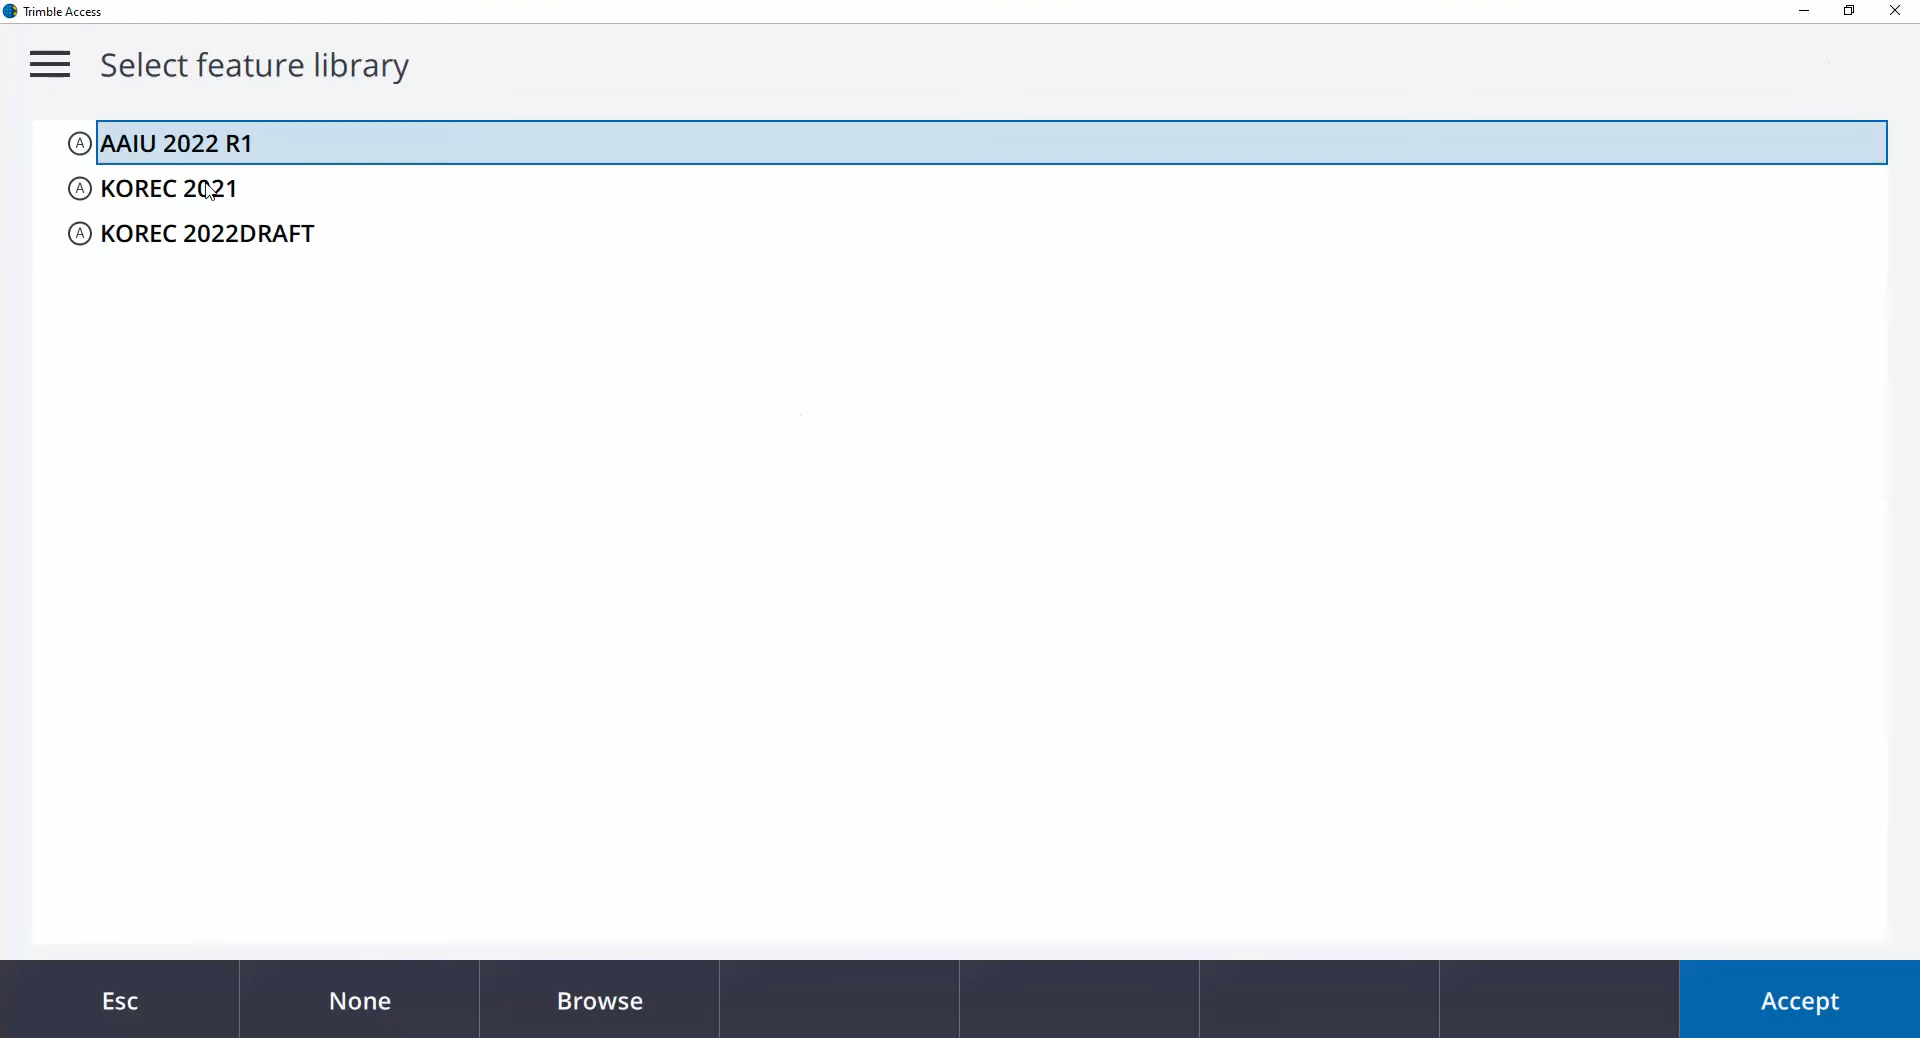 Trimble Access
Select feature library
A AAIU 2022 R1
A KOREC 2021
A KOREC 2022DRAFT
Esc None Browse Accept